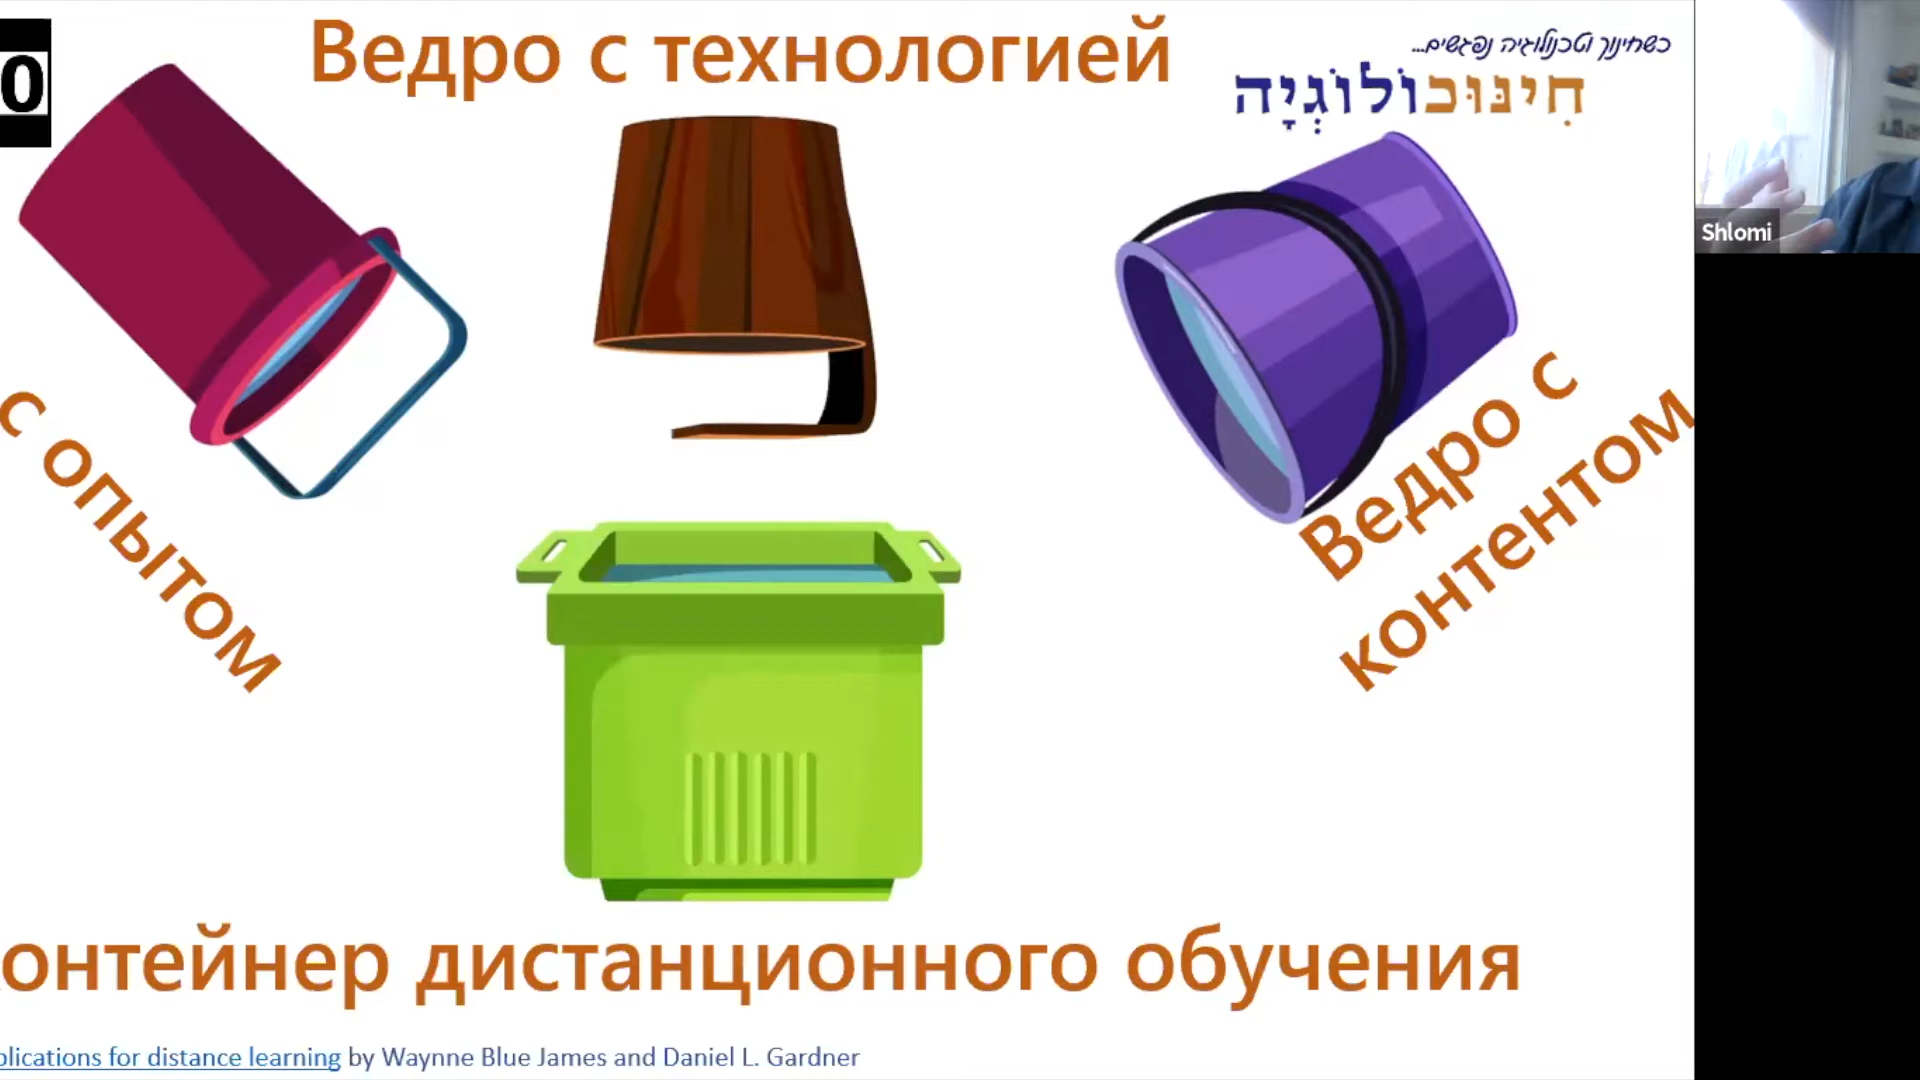 0
Ведро с технологией
כשחינוך וטכנולוגיה נפגשים...
חִינּוּכוֹלוֹגְיָה
Shlomi
с опытом
Ведро с
контентом
онтейнер дистанционного обучения
plications for distance learning by Waynne Blue James and Daniel L. Gardner